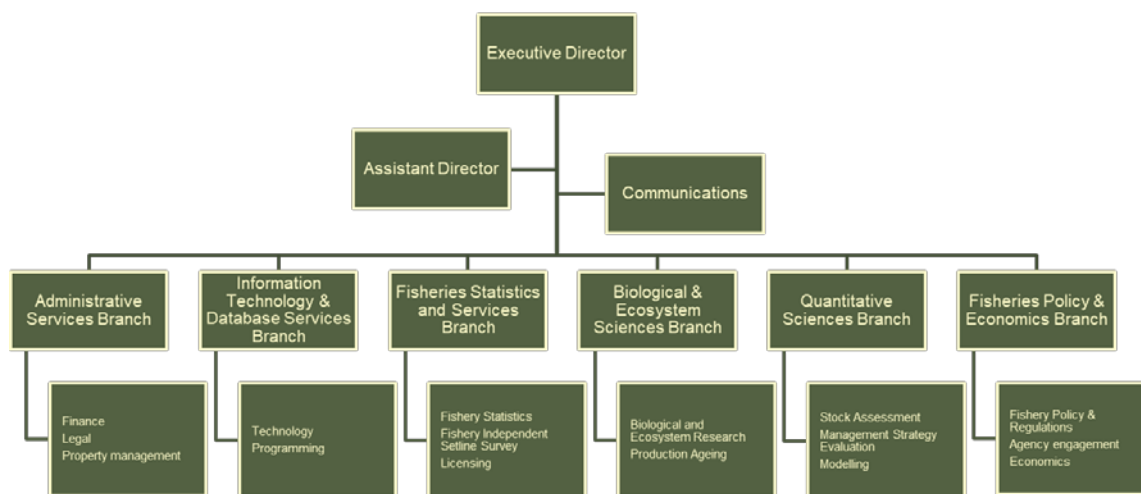 Executive Director
Assistant Director
Communications
Administrative
Services Branch
Information
Technology &
Database Services
Branch
Fisheries Statistics
and Services
Branch
Biological &
Ecosystem
Sciences Branch
Quantitative
Sciences Branch
Fisheries Policy &
Economics Branch
Finance
Legal
Property management
Technology
Programming
Fishery Statistics
Fishery Independent
Setline Survey
Licensing
Biological and
Ecosystem Research
Production Ageing
Stock Assessment
Management Strategy
Evaluation
Modelling
Fishery Policy &
Regulations
Agency engagement
Economics